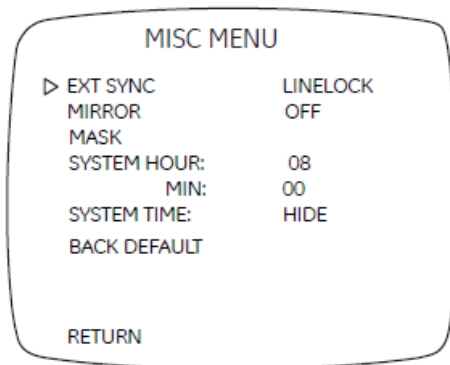 MISC MENU
EXT SYNC LINELOCK
MIRROR OFF
MASK
SYSTEM HOUR: 08
MIN: 00
SYSTEM TIME: HIDE
BACK DEFAULT
RETURN